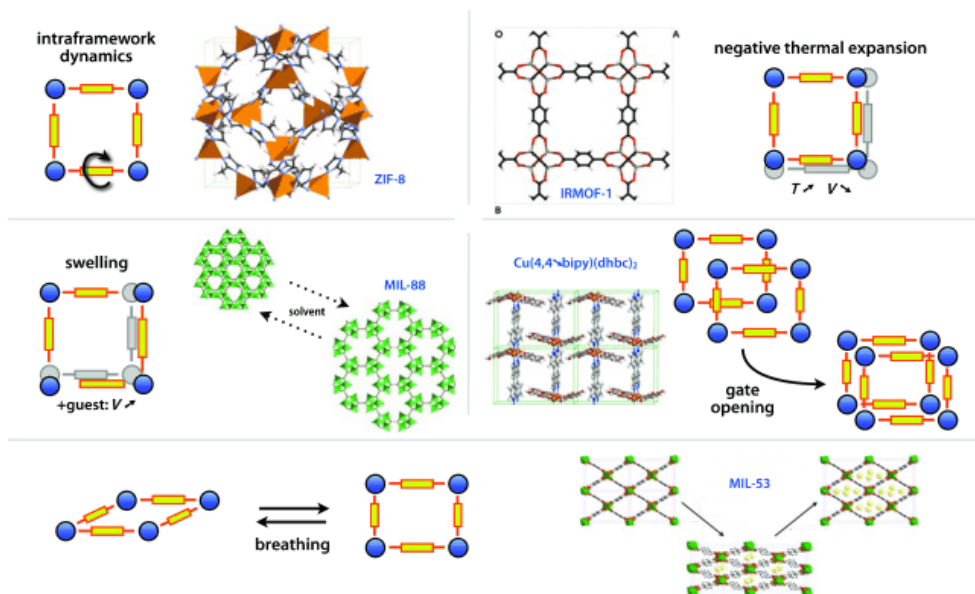 intraframework
dynamics
ZIF-8
O
A
IRMOF-1
B
negative thermal expansion
T ↗ V ↘
swelling
+guest: V ↗
MIL-88
solvent
Cu(4,4↘bipy)(dhbc)₂
gate
opening
breathing
MIL-53